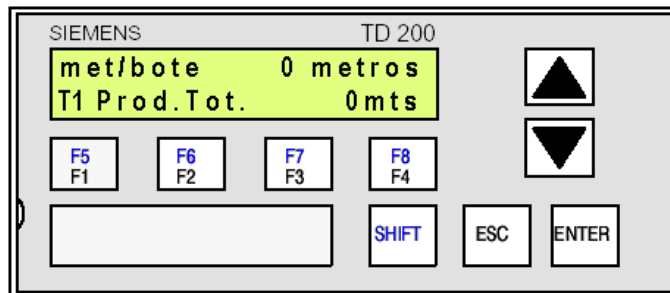 SIEMENS TD 200
met/bote 0 metros
T1 Prod.Tot. 0mts
F5 F6 F7 F8
F1 F2 F3 F4
SHIFT ESC ENTER